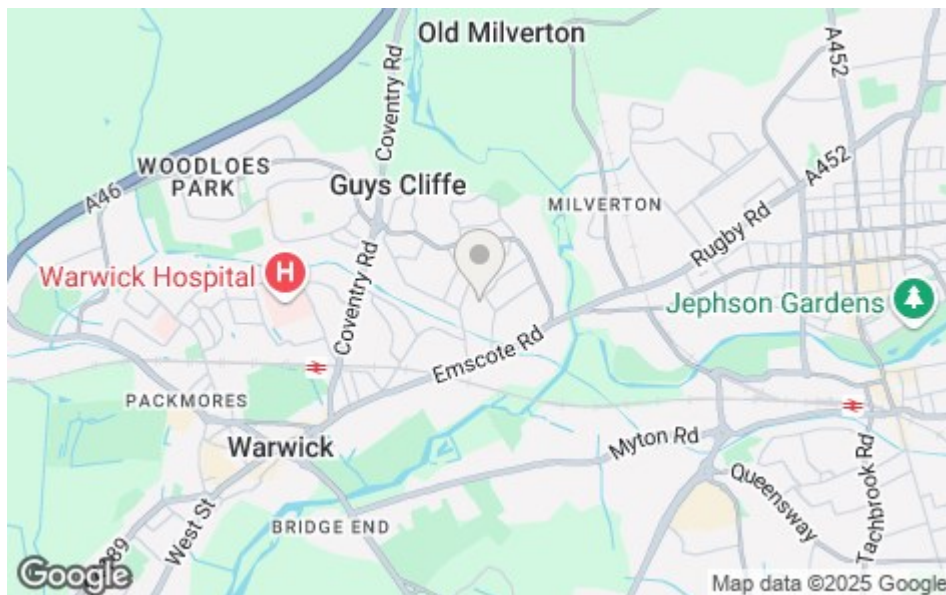 Old Milverton
A452
Coventry Rd
WOODLOES
PARK
A46
Guys Cliffe
MILVERTON
A452
Rugby Rd
Warwick Hospital
H
Coventry Rd
Jephson Gardens
Emscote Rd
PACKMORES
Warwick
Myton Rd
Queensway
Tachbrook Rd
West St
BRIDGE END
Google
Map data ©2025 Google